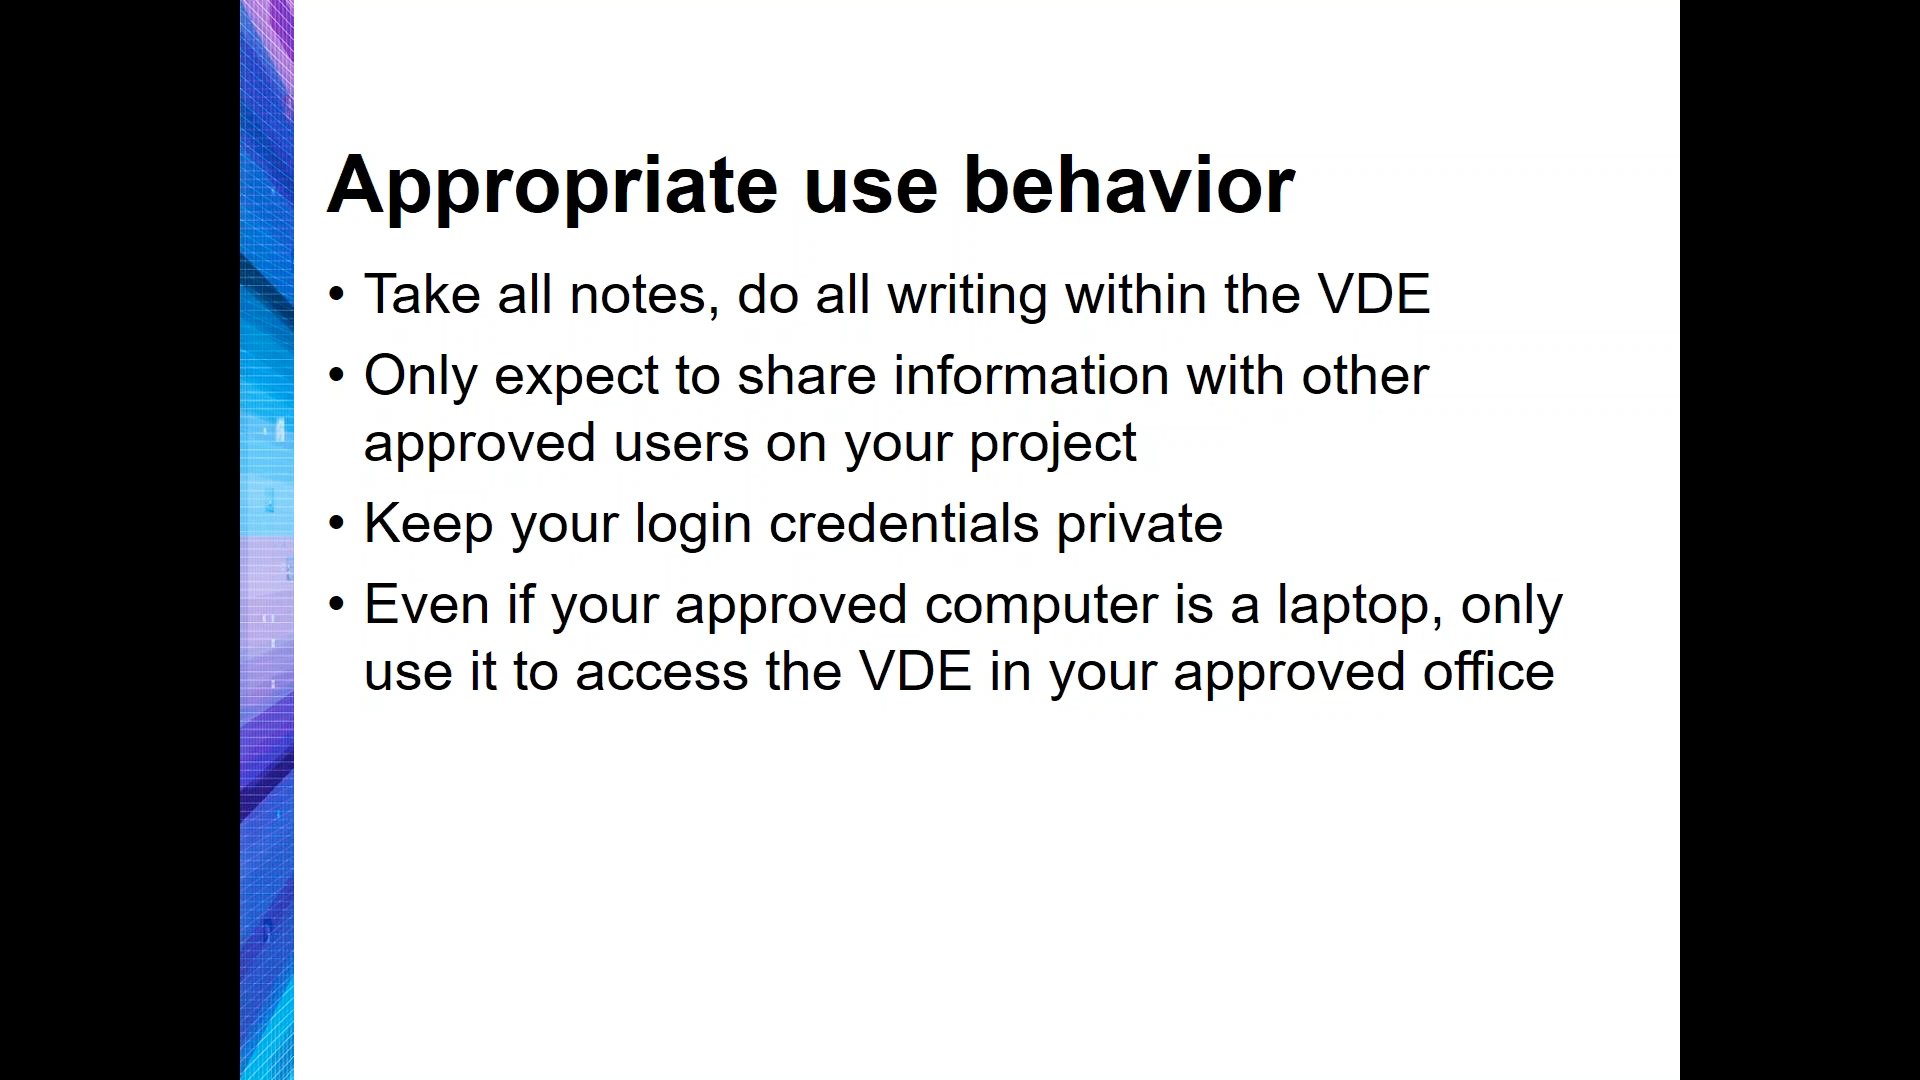 Appropriate use behavior
• Take all notes, do all writing within the VDE
• Only expect to share information with other
approved users on your project
• Keep your login credentials private
• Even if your approved computer is a laptop, only
use it to access the VDE in your approved office